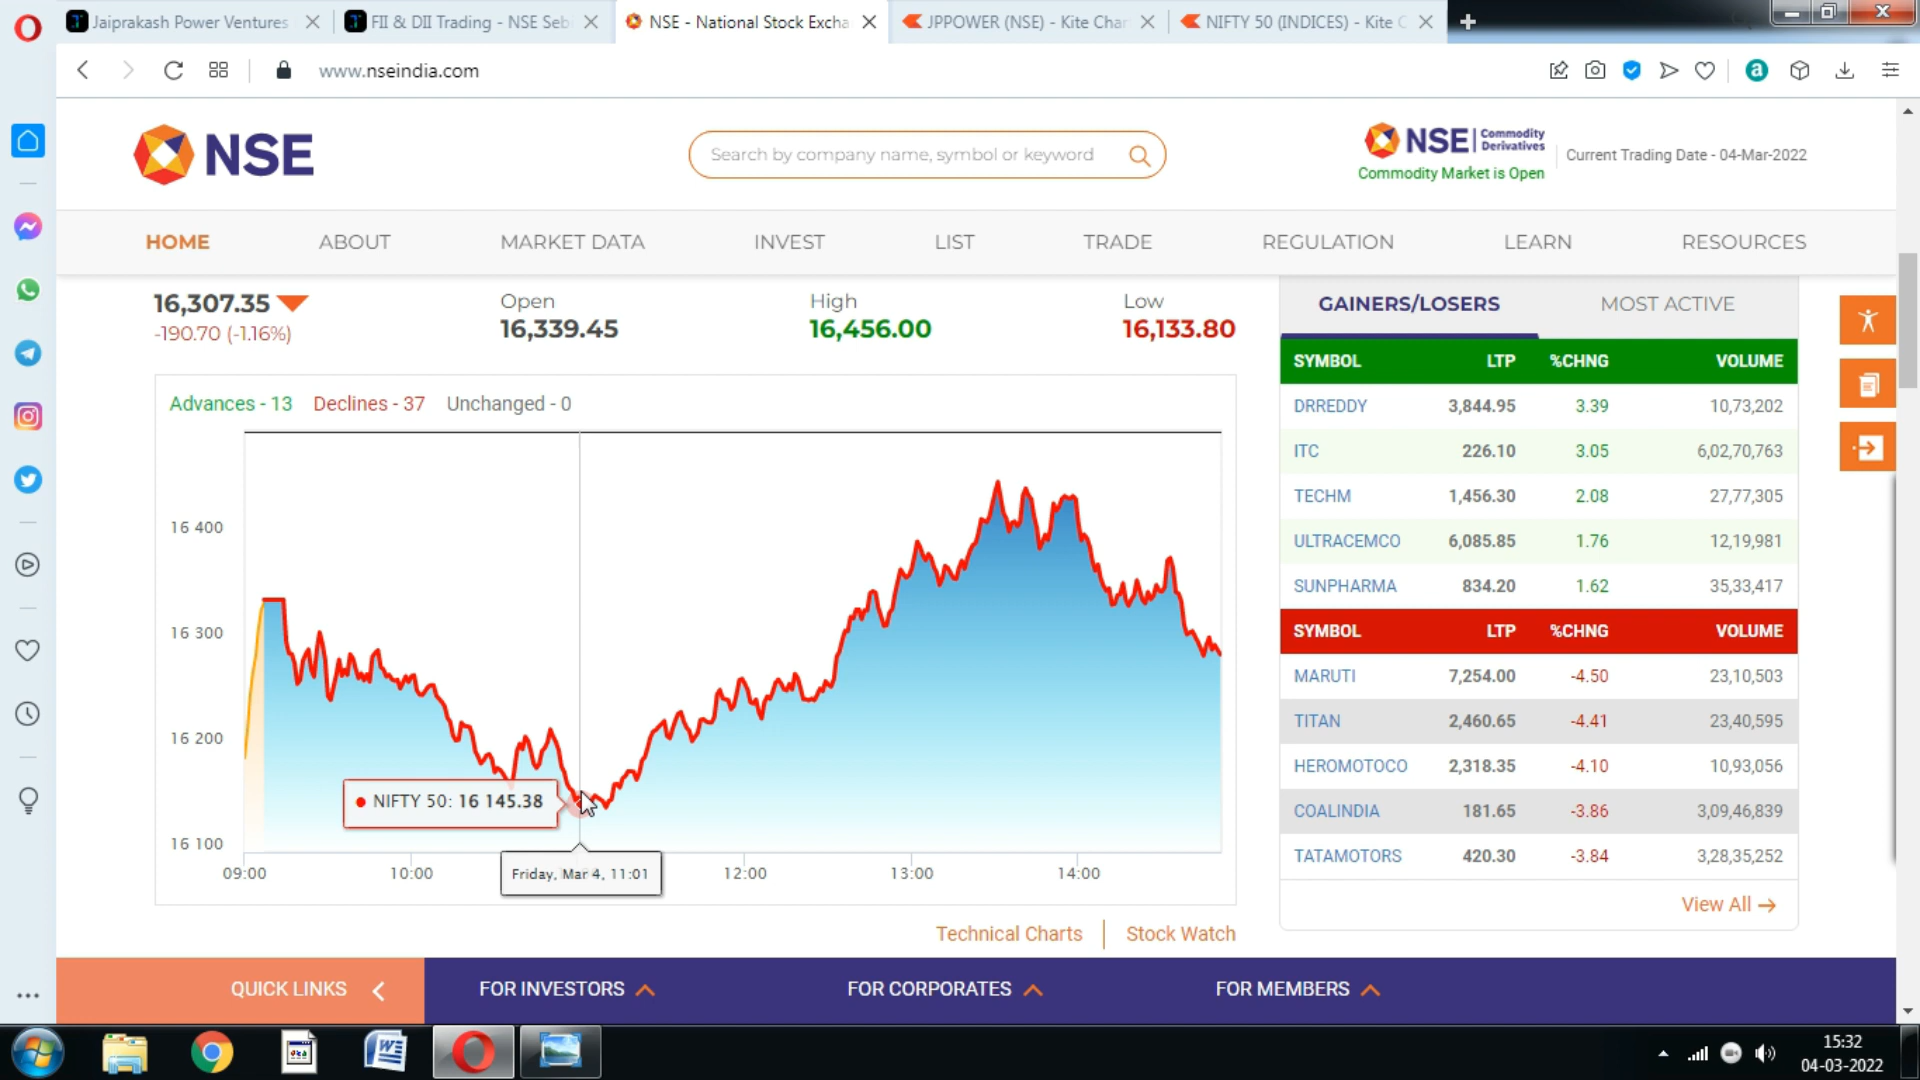 Jaiprakash Power Ventures
FII & DII Trading - NSE Seb
NSE - National Stock Excha
JPPOWER (NSE) - Kite Char
NIFTY 50 (INDICES) - Kite C
www.nseindia.com
NSE
Search by company name, symbol or keyword
NSE Commodity Derivatives
Commodity Market is Open
Current Trading Date - 04-Mar-2022
HOME
ABOUT
MARKET DATA
INVEST
LIST
TRADE
REGULATION
LEARN
RESOURCES
16,307.35
-190.70 (-1.16%)
Open
16,339.45
High
16,456.00
Low
16,133.80
Advances - 13 Declines - 37 Unchanged - 0
16 400
16 300
16 200
16 100
NIFTY 50: 16 145.38
Friday, Mar 4, 11:01
09:00 10:00 12:00 13:00 14:00
Technical Charts
Stock Watch
GAINERS/LOSERS
MOST ACTIVE
SYMBOL LTP %CHNG VOLUME
DRREDDY 3,844.95 3.39 10,73,202
ITC 226.10 3.05 6,02,70,763
TECHM 1,456.30 2.08 27,77,305
ULTRACEMCO 6,085.85 1.76 12,19,981
SUNPHARMA 834.20 1.62 35,33,417
SYMBOL LTP %CHNG VOLUME
MARUTI 7,254.00 -4.50 23,10,503
TITAN 2,460.65 -4.41 23,40,595
HEROMOTOCO 2,318.35 -4.10 10,93,056
COALINDIA 181.65 -3.86 3,09,46,839
TATAMOTORS 420.30 -3.84 3,28,35,252
View All
QUICK LINKS
FOR INVESTORS
FOR CORPORATES
FOR MEMBERS
15:32
04-03-2022